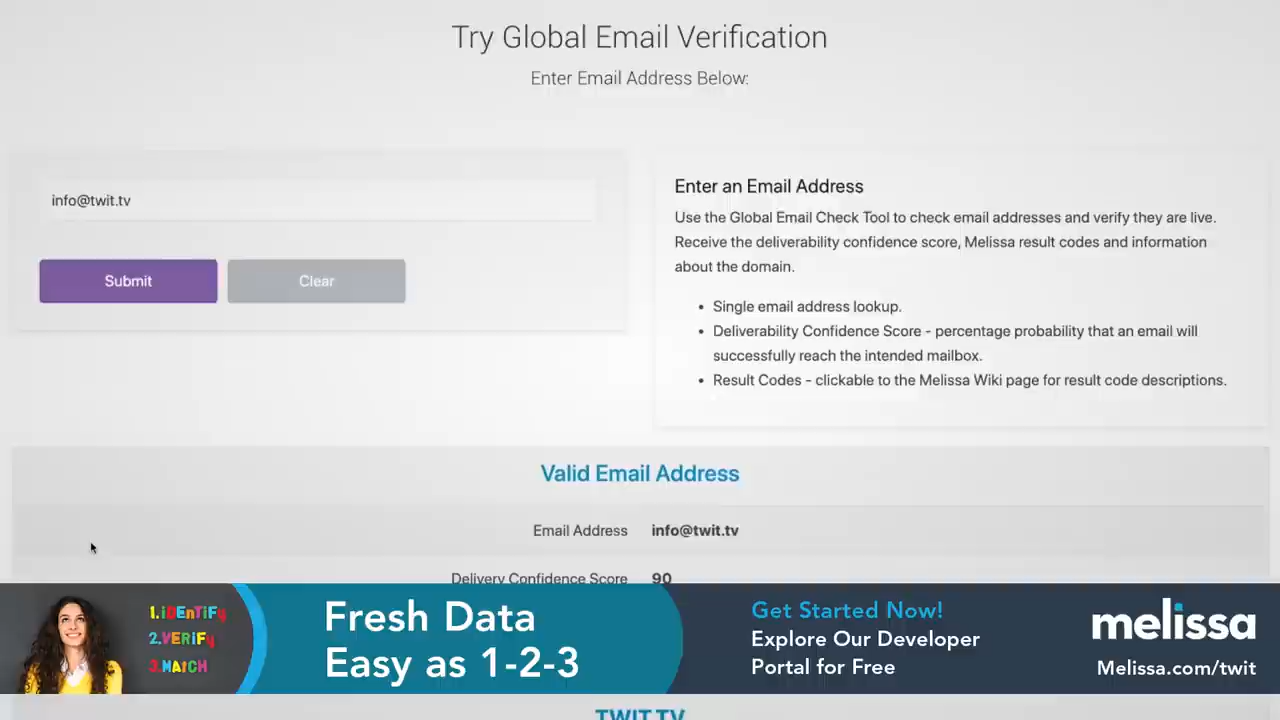 Try Global Email Verification
Enter Email Address Below:
info@twit.tv
Submit
Clear
Enter an Email Address
Use the Global Email Check Tool to check email addresses and verify they are live.
Receive the deliverability confidence score, Melissa result codes and information
about the domain.
• Single email address lookup.
• Deliverability Confidence Score - percentage probability that an email will
successfully reach the intended mailbox.
• Result Codes - clickable to the Melissa Wiki page for result code descriptions.
Valid Email Address
Email Address info@twit.tv
Delivery Confidence Score 90
1.iDEnTiFy
2.VERiFy
3.MATCH
Fresh Data
Easy as 1-2-3
Get Started Now!
Explore Our Developer
Portal for Free
melissa
Melissa.com/twit
TWIT.TV